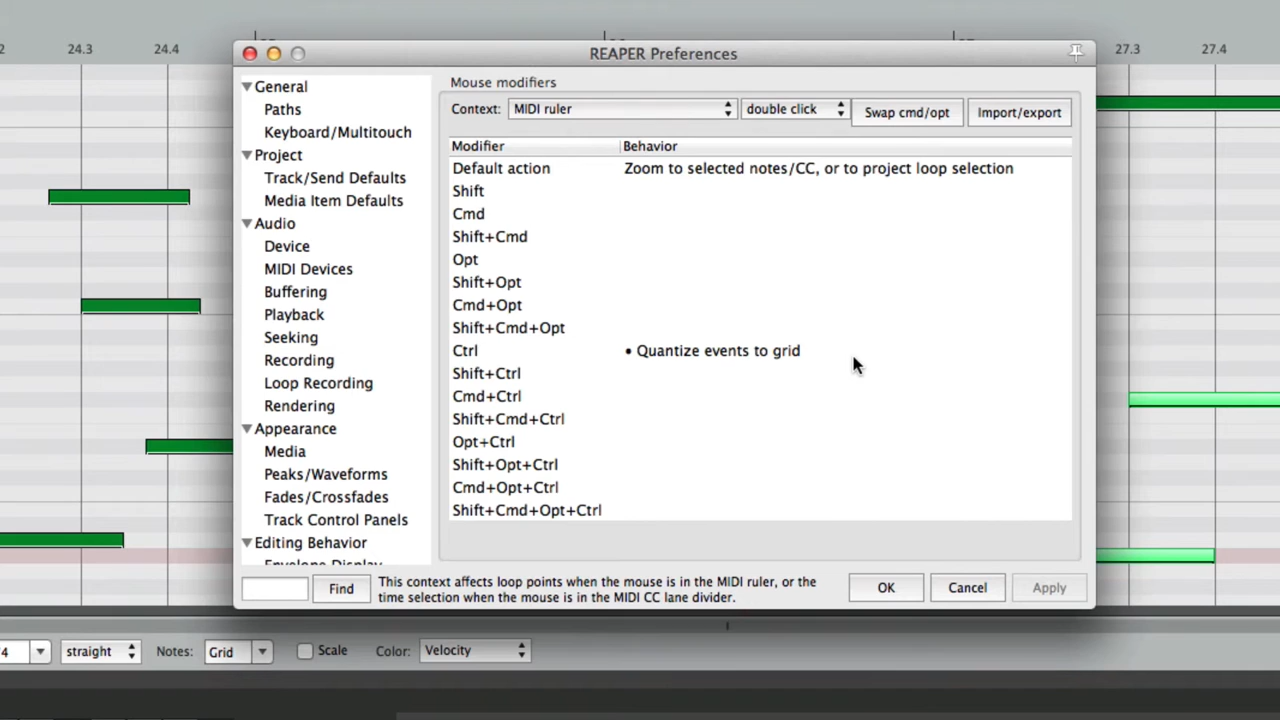 24.3
24.4
27.3
27.4
REAPER Preferences
General
Paths
Keyboard/Multitouch
Project
Track/Send Defaults
Media Item Defaults
Audio
Device
MIDI Devices
Buffering
Playback
Seeking
Recording
Loop Recording
Rendering
Appearance
Media
Peaks/Waveforms
Fades/Crossfades
Track Control Panels
Editing Behavior
Envelope Display
Find
Mouse modifiers
Context: MIDI ruler double click Swap cmd/opt Import/export
Modifier Behavior
Default action Zoom to selected notes/CC, or to project loop selection
Shift
Cmd
Shift+Cmd
Opt
Shift+Opt
Cmd+Opt
Shift+Cmd+Opt
Ctrl • Quantize events to grid
Shift+Ctrl
Cmd+Ctrl
Shift+Cmd+Ctrl
Opt+Ctrl
Shift+Opt+Ctrl
Cmd+Opt+Ctrl
Shift+Cmd+Opt+Ctrl
This context affects loop points when the mouse is in the MIDI ruler, or the
time selection when the mouse is in the MIDI CC lane divider.
OK Cancel Apply
4 straight Notes: Grid Scale Color: Velocity